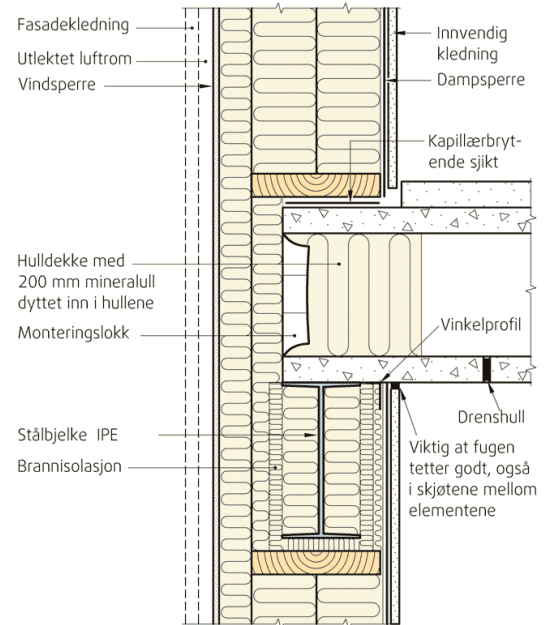 Fasadekledning
Utlektet luftrom
Vindsperre
Innvendig
kledning
Dampsperre
Kapillærbryt-
ende sjikt
Hulldekke med
200 mm mineralull
dyttet inn i hullene
Monteringslokk
Vinkelprofil
Drenshull
Stålbjelke IPE
Brannisolasjon
Viktig at fugen
tetter godt, også
i skjøtene mellom
elementene